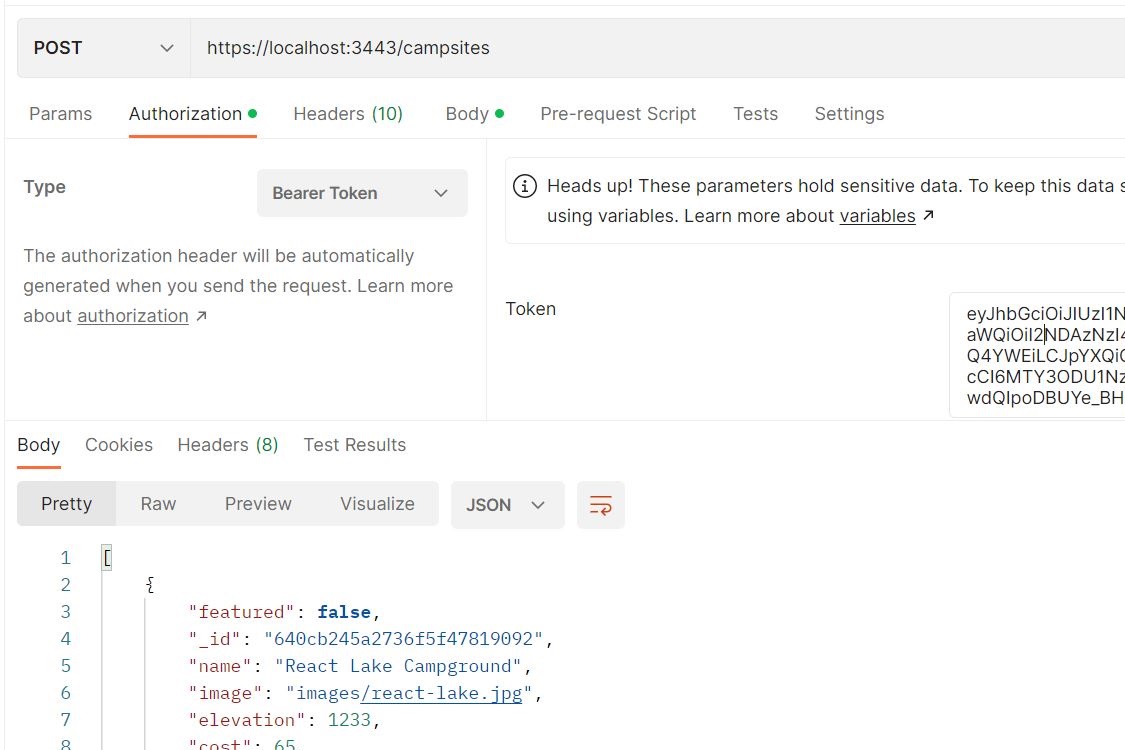 POST https://localhost:3443/campsites
Params Authorization Headers (10) Body Pre-request Script Tests Settings
Type Bearer Token
The authorization header will be automatically
generated when you send the request. Learn more
about authorization ↗
Heads up! These parameters hold sensitive data. To keep this data s
using variables. Learn more about variables ↗
Token
eyJhbGciOiJIUzI1N
aWQiOiI2NDAzNzI4
Q4YWEiLCJpYXQiO
cCI6MTY3ODU1Nz
wdQIpoDBUYe_BH
Body Cookies Headers (8) Test Results
Pretty Raw Preview Visualize JSON
1 [
2 {
3 "featured": false,
4 "_id": "640cb245a2736f5f47819092",
5 "name": "React Lake Campground",
6 "image": "images/react-lake.jpg",
7 "elevation": 1233,
8 "cost": 65